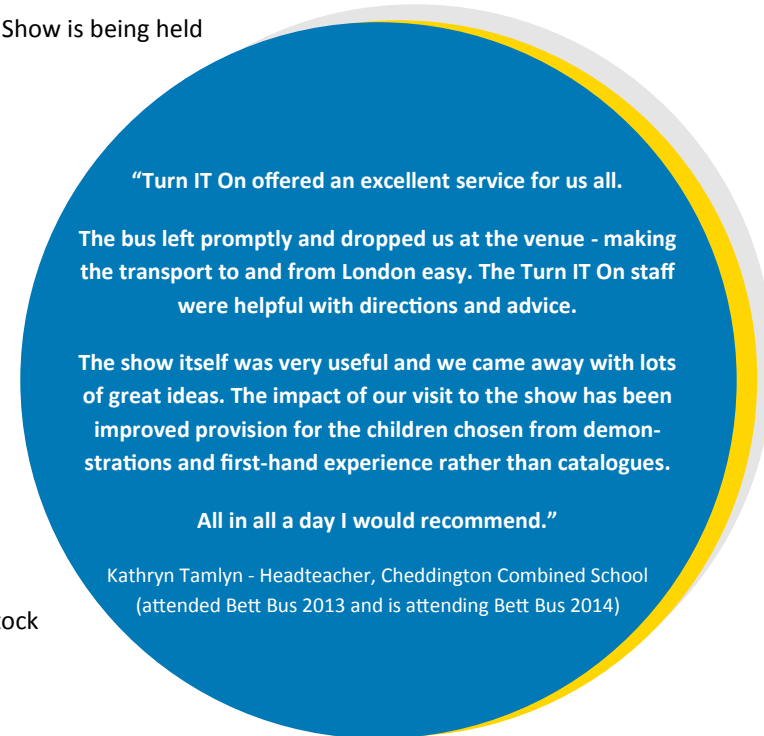 Show is being held
“Turn IT On offered an excellent service for us all.
The bus left promptly and dropped us at the venue - making
the transport to and from London easy. The Turn IT On staff
were helpful with directions and advice.
The show itself was very useful and we came away with lots
of great ideas. The impact of our visit to the show has been
improved provision for the children chosen from demon-
strations and first-hand experience rather than catalogues.
All in all a day I would recommend.”
Kathryn Tamlyn - Headteacher, Cheddington Combined School
(attended Bett Bus 2013 and is attending Bett Bus 2014)